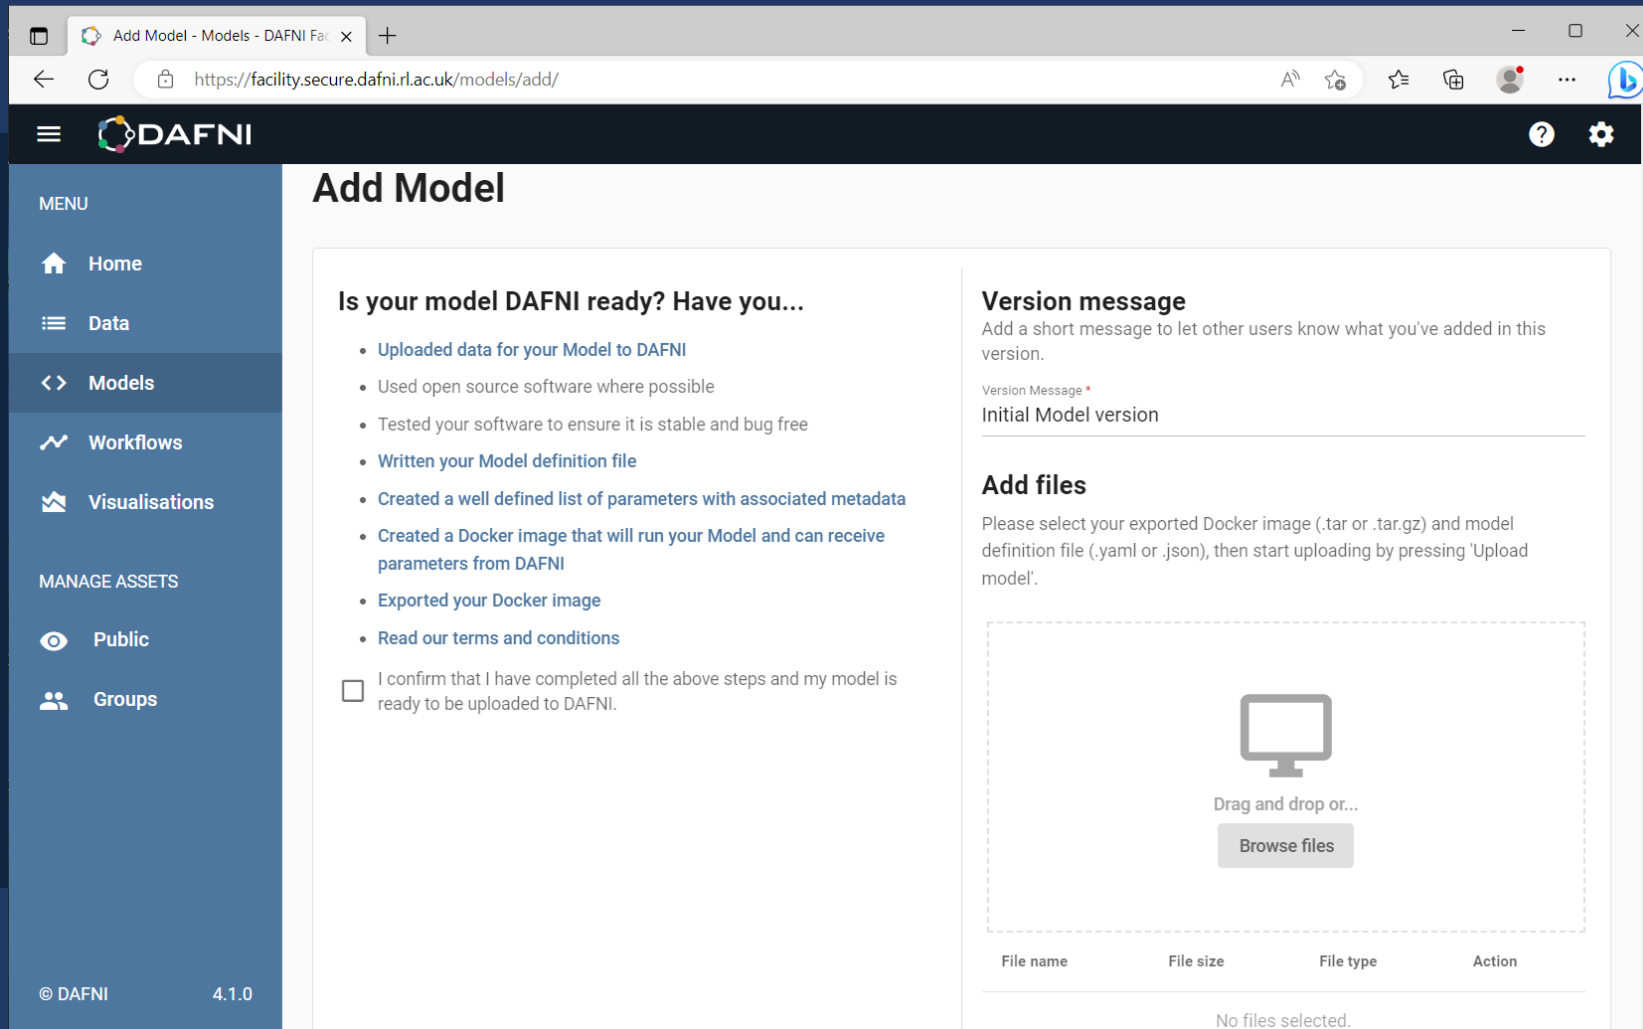 Add Model - Models - DAFNI Fac
https://facility.secure.dafni.rl.ac.uk/models/add/
DAFNI
MENU
Home
Data
Models
Workflows
Visualisations
MANAGE ASSETS
Public
Groups
© DAFNI 4.1.0
Add Model
Is your model DAFNI ready? Have you...
Uploaded data for your Model to DAFNI
Used open source software where possible
Tested your software to ensure it is stable and bug free
Written your Model definition file
Created a well defined list of parameters with associated metadata
Created a Docker image that will run your Model and can receive
parameters from DAFNI
Exported your Docker image
Read our terms and conditions
I confirm that I have completed all the above steps and my model is
ready to be uploaded to DAFNI.
Version message
Add a short message to let other users know what you've added in this
version.
Version Message *
Initial Model version
Add files
Please select your exported Docker image (.tar or .tar.gz) and model
definition file (.yaml or .json), then start uploading by pressing 'Upload
model'.
Drag and drop or...
Browse files
File name File size File type Action
No files selected.